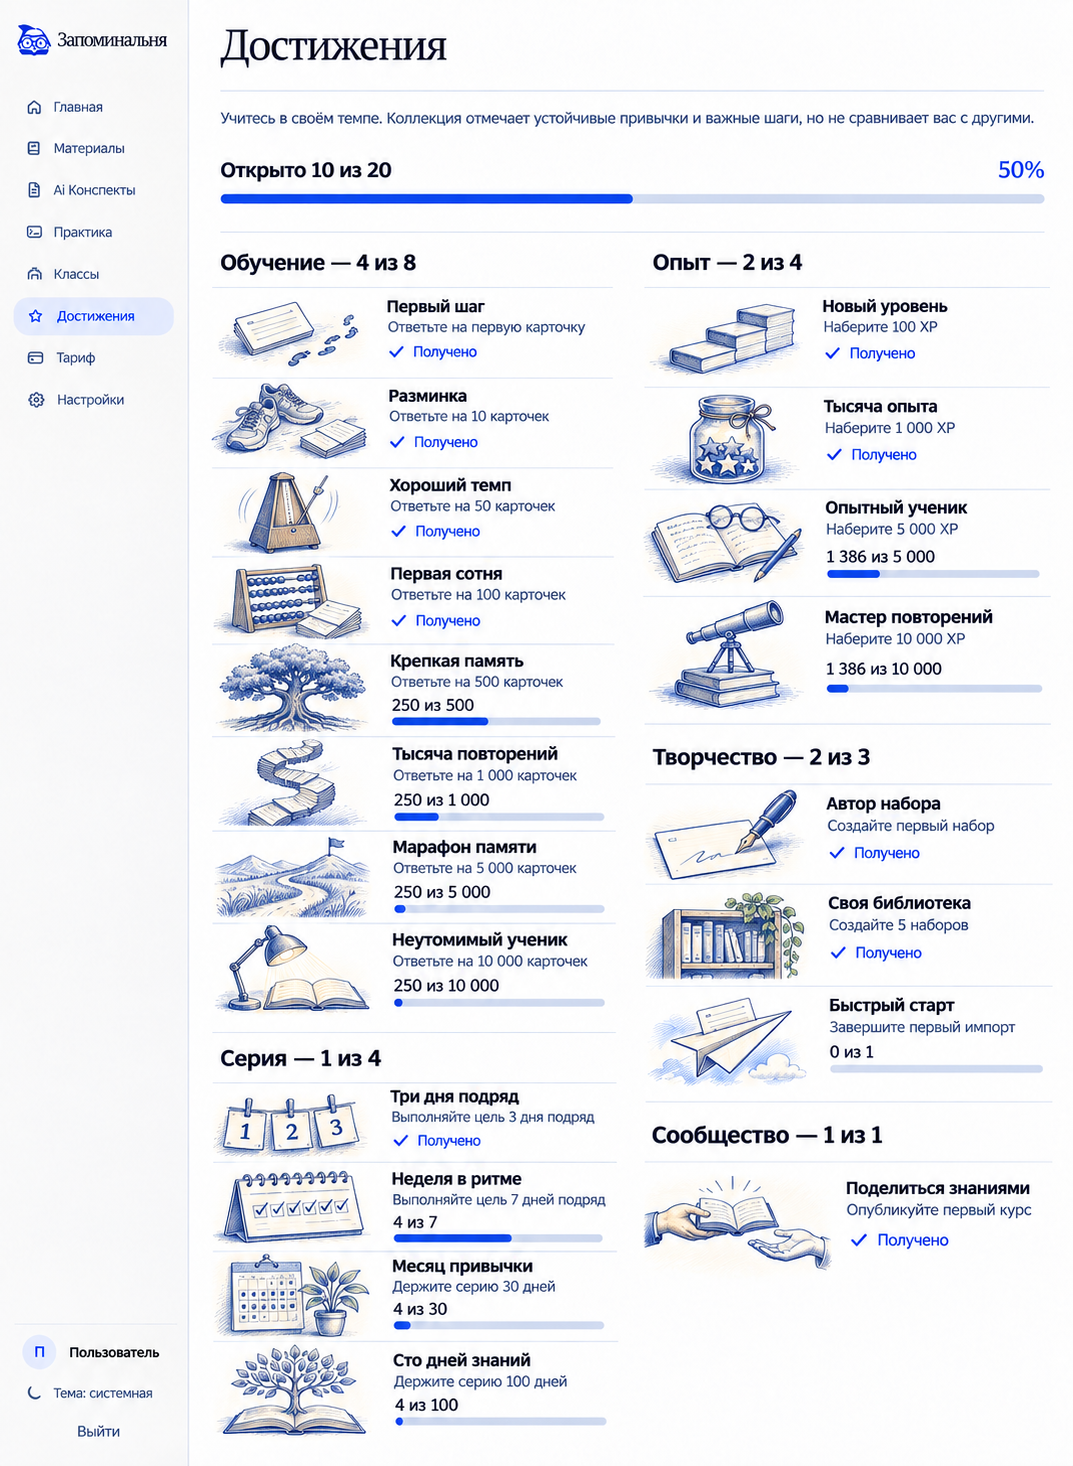 Запоминальня
Главная
Материалы
Ai Конспекты
Практика
Классы
Достижения
Тариф
Настройки
П
Пользователь
Тема: системная
Выйти
Достижения
Учитесь в своём темпе. Коллекция отмечает устойчивые привычки и важные шаги, но не сравнивает вас с другими.
Открыто 10 из 20
50%
Обучение — 4 из 8
Первый шаг
Ответьте на первую карточку
Получено
Разминка
Ответьте на 10 карточек
Получено
Хороший темп
Ответьте на 50 карточек
Получено
Первая сотня
Ответьте на 100 карточек
Получено
Крепкая память
Ответьте на 500 карточек
250 из 500
Тысяча повторений
Ответьте на 1 000 карточек
250 из 1 000
Марафон памяти
Ответьте на 5 000 карточек
250 из 5 000
Неутомимый ученик
Ответьте на 10 000 карточек
250 из 10 000
Серия — 1 из 4
1 2 3
Три дня подряд
Выполняйте цель 3 дня подряд
Получено
Неделя в ритме
Выполняйте цель 7 дней подряд
4 из 7
Месяц привычки
Держите серию 30 дней
4 из 30
Сто дней знаний
Держите серию 100 дней
4 из 100
Опыт — 2 из 4
Новый уровень
Наберите 100 XP
Получено
Тысяча опыта
Наберите 1 000 XP
Получено
Опытный ученик
Наберите 5 000 XP
1 386 из 5 000
Мастер повторений
Наберите 10 000 XP
1 386 из 10 000
Творчество — 2 из 3
Автор набора
Создайте первый набор
Получено
Своя библиотека
Создайте 5 наборов
Получено
Быстрый старт
Завершите первый импорт
0 из 1
Сообщество — 1 из 1
Поделиться знаниями
Опубликуйте первый курс
Получено